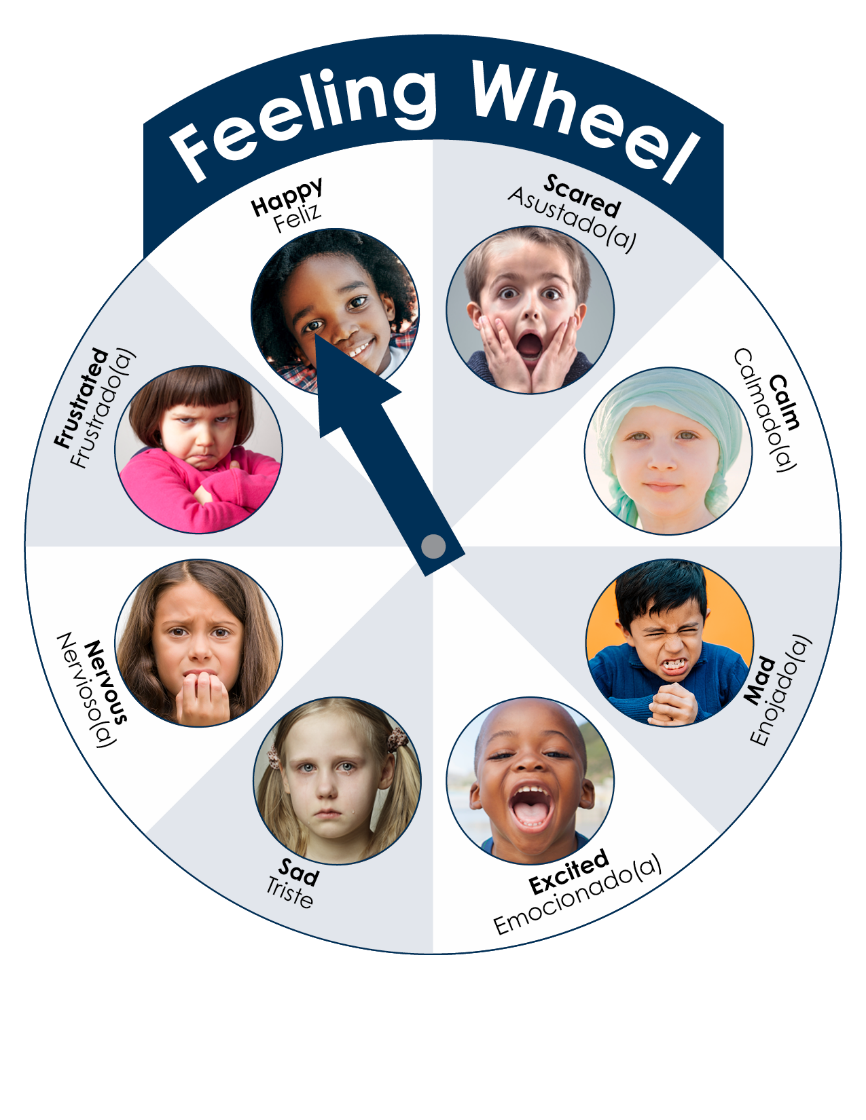 Feeling Wheel
Happy
Feliz
Scared
Asustado(a)
Calm
Calmado(a)
Mad
Enojado(a)
Excited
Emocionado(a)
Sad
Triste
Nervous
Nervioso(a)
Frustrated
Frustrado(a)